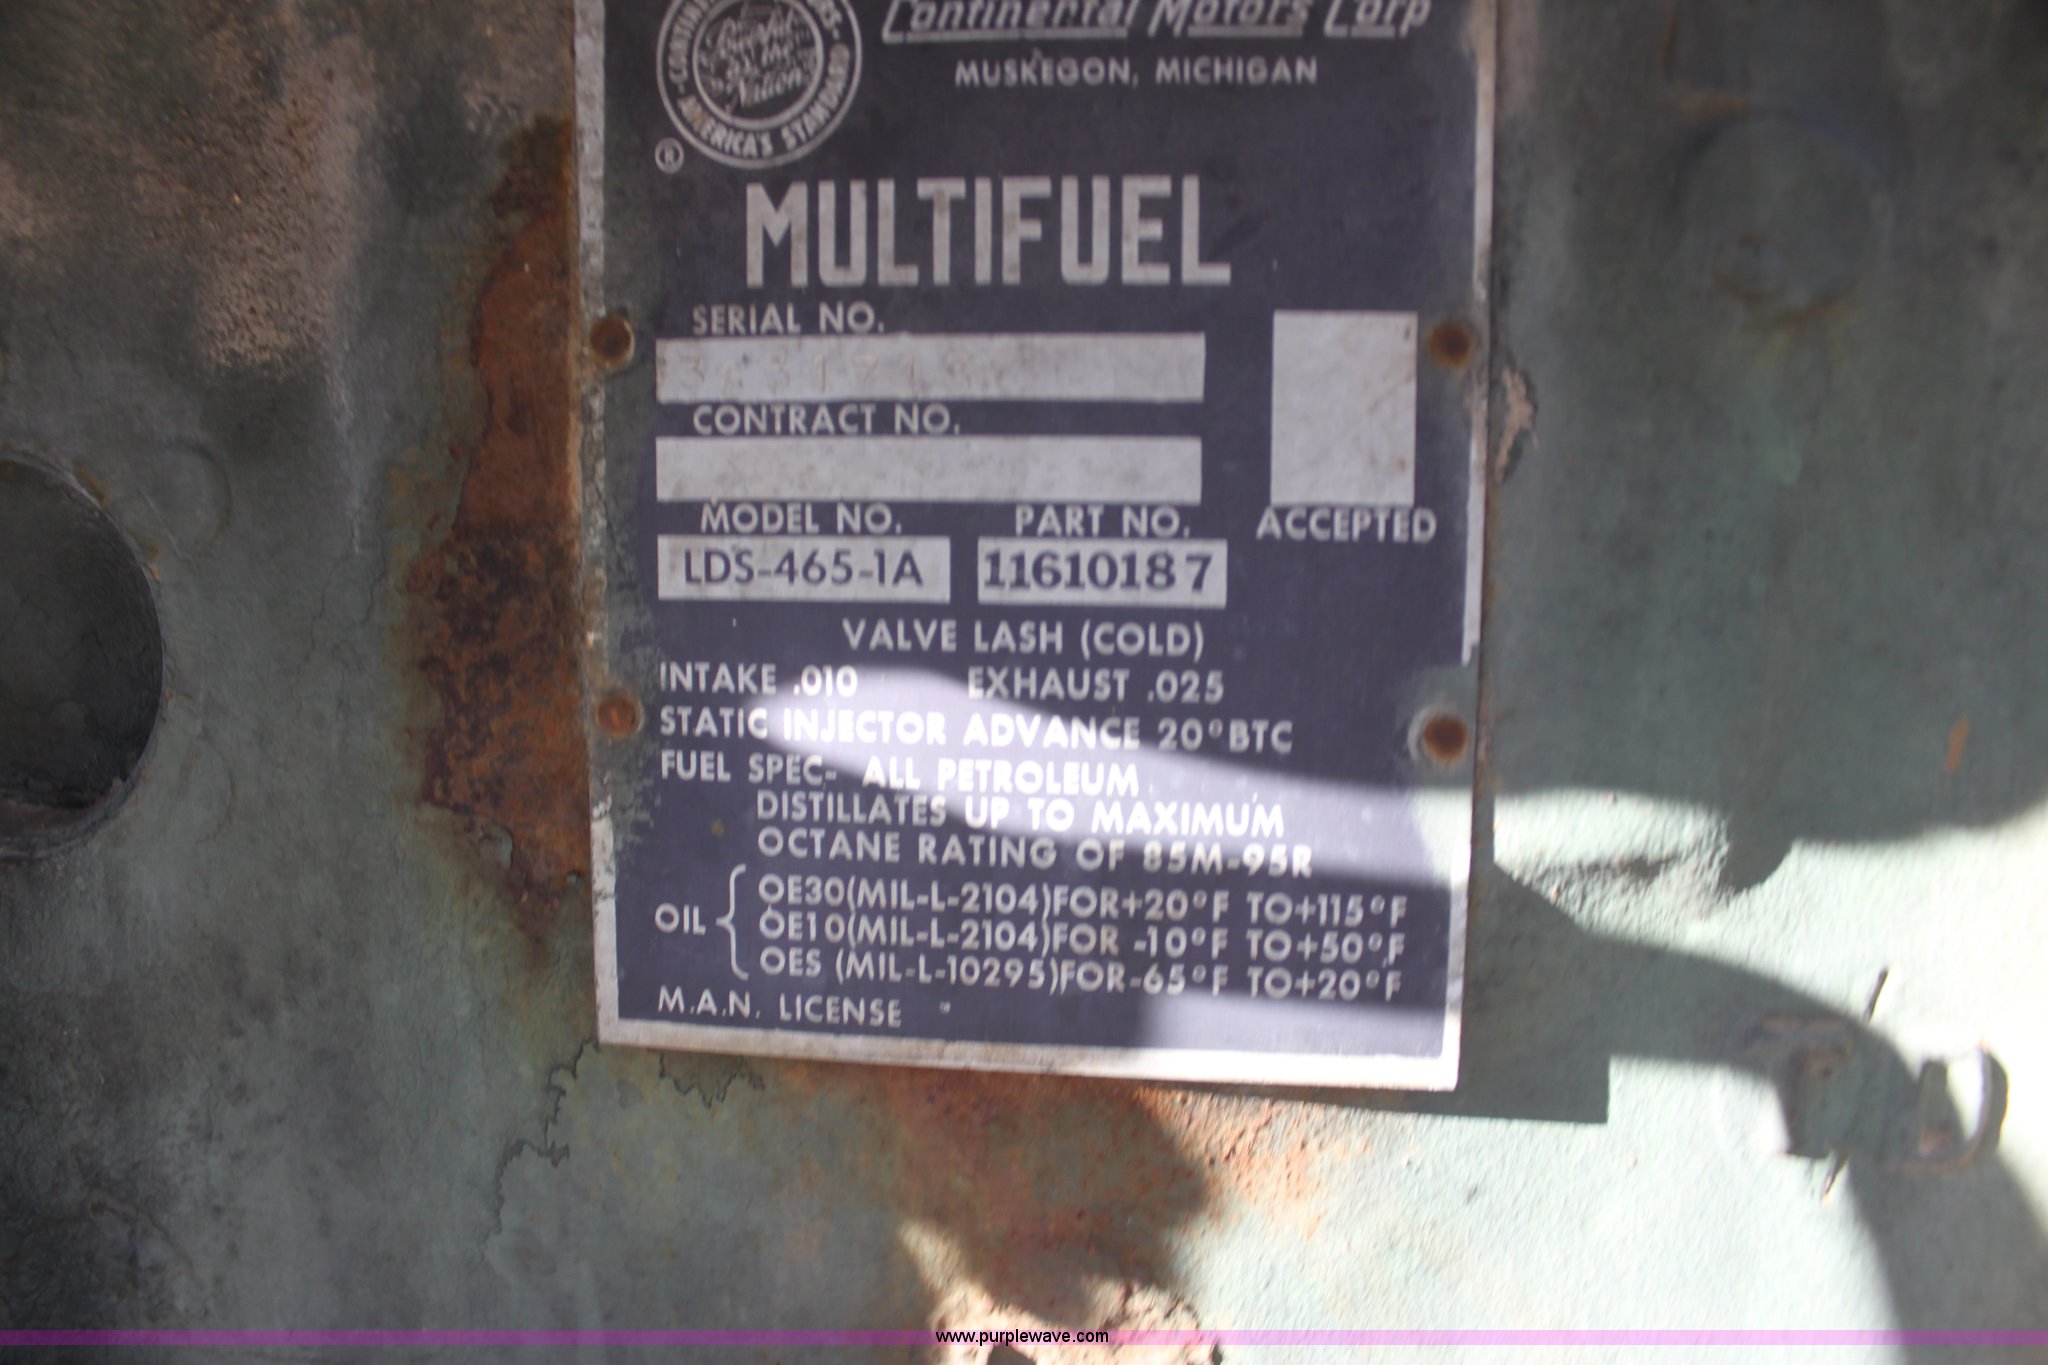 Continental Motors Corp
MUSKEGON, MICHIGAN
AMERICA'S STANDARD
Nation
®
MULTIFUEL
SERIAL NO.
CONTRACT NO.
MODEL NO. PART NO. ACCEPTED
LDS-465-1A 11610187
VALVE LASH (COLD)
INTAKE .010 EXHAUST .025
STATIC INJECTOR ADVANCE 20° BTC
FUEL SPEC- ALL PETROLEUM
DISTILLATES UP TO MAXIMUM
OCTANE RATING OF 85M-95R
OIL
OE30(MIL-L-2104)FOR+20°F TO+115°F
OE10(MIL-L-2104)FOR -10°F TO+50°F
OES (MIL-L-10295)FOR-65°F TO+20°F
M.A.N. LICENSE
www.purplewave.com